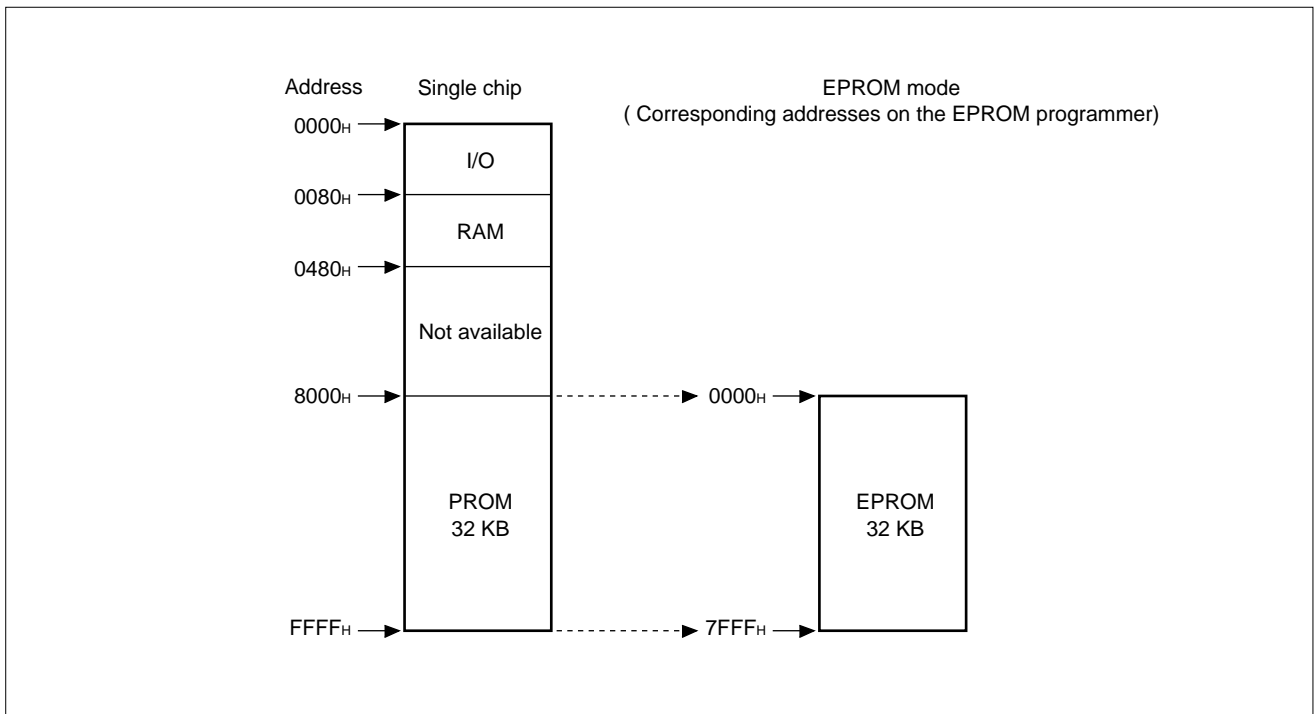 Address
Single chip
EPROM mode
( Corresponding addresses on the EPROM programmer)
0000H
I/O
0080H
RAM
0480H
Not available
8000H
0000H
PROM
32 KB
EPROM
32 KB
FFFFH
7FFFH